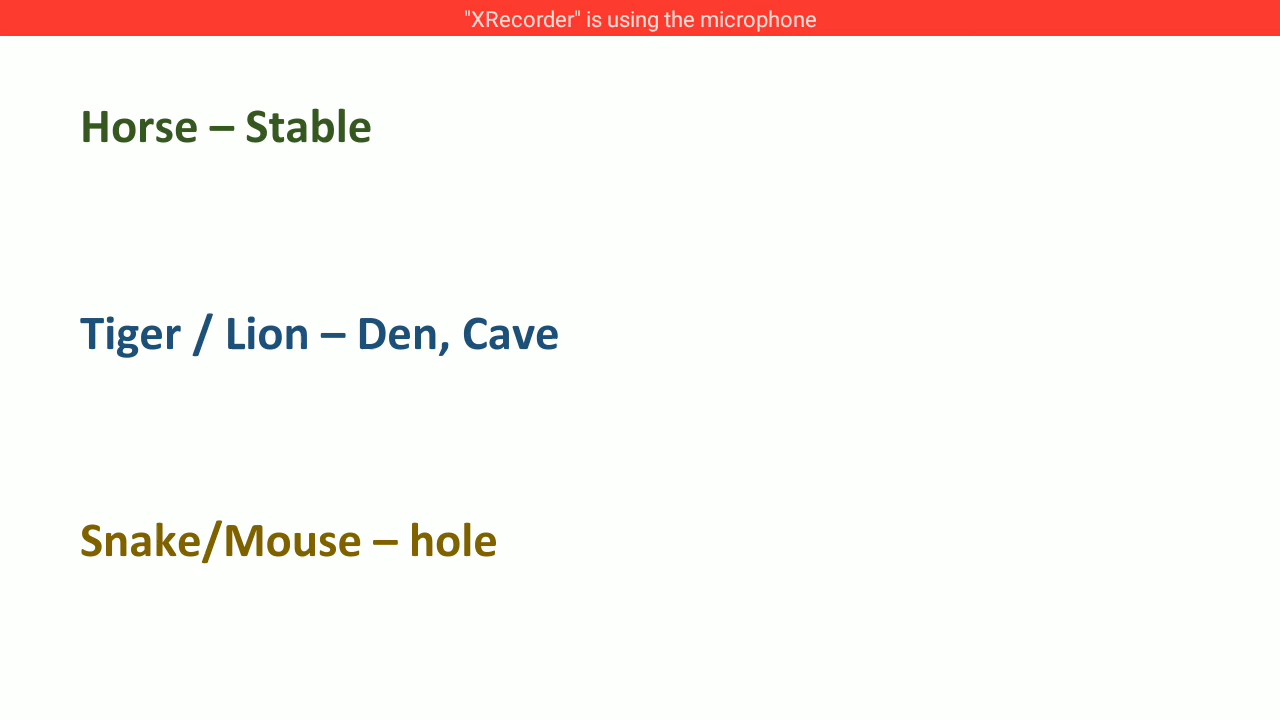 "XRecorder" is using the microphone
Horse – Stable
Tiger / Lion – Den, Cave
Snake/Mouse – hole